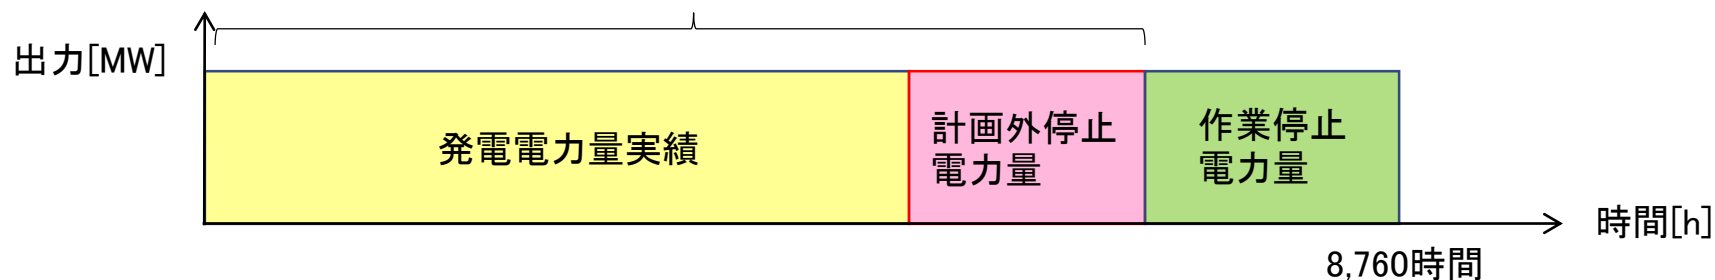 出力[MW]
発電電力量実績
計画外停止
電力量
作業停止
電力量
時間[h]
8,760時間